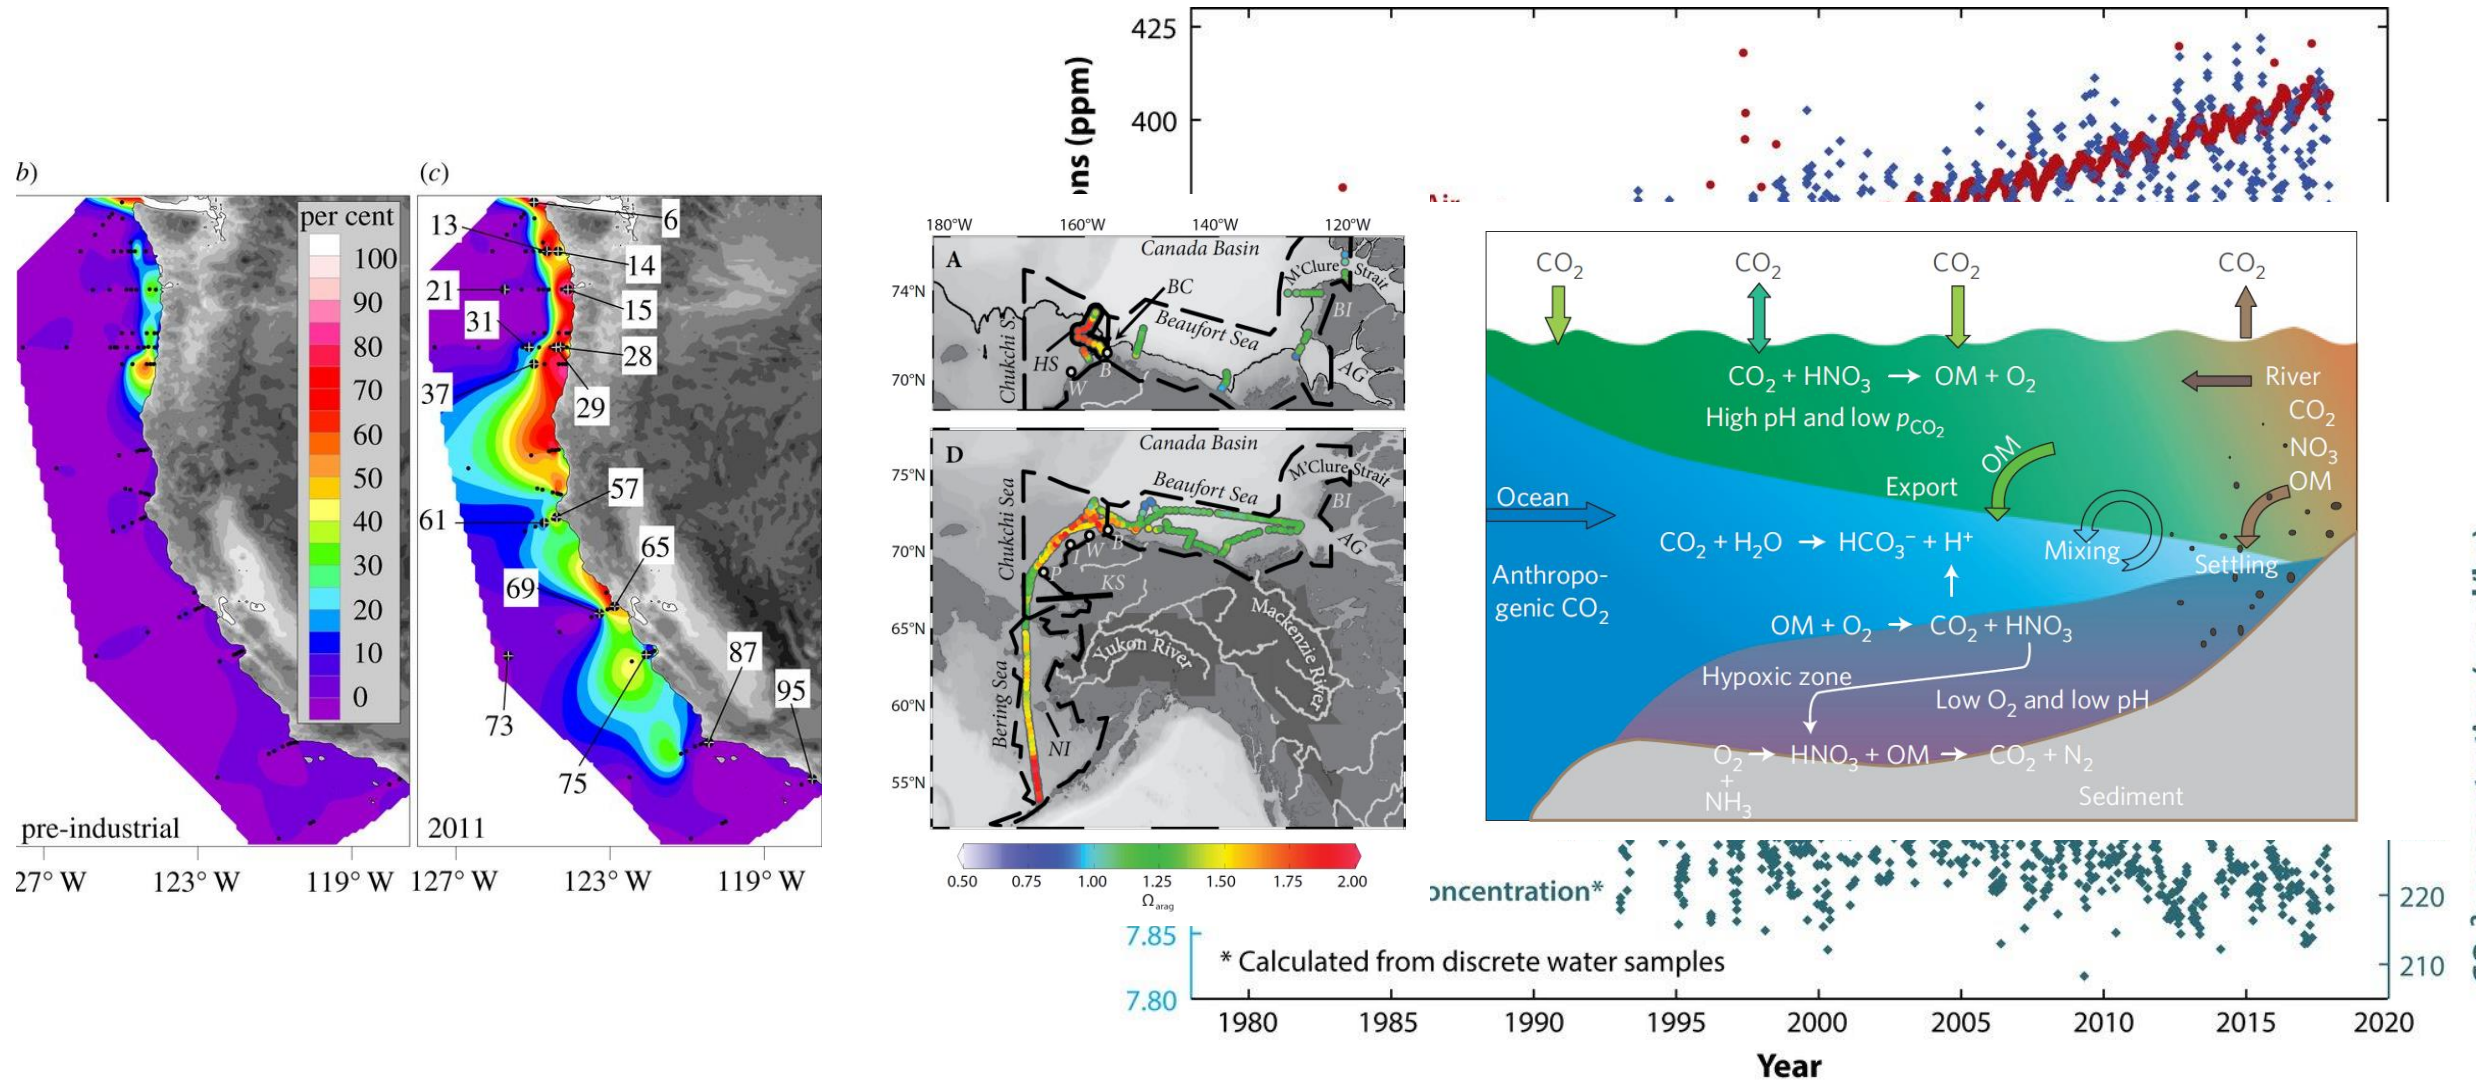 b)
per cent
100
90
80
70
60
50
40
30
20
10
0
pre-industrial
27° W
123° W
119° W
(c)
13
6
14
21
15
31
28
37
29
57
61
65
69
87
95
73
75
2011
127° W
123° W
119° W
425
400
ons (ppm)
180°W
160°W
140°W
120°W
A
Canada Basin
M'Clure Strait
74°N
BC
BI
Chukchi S.
Beaufort Sea
HS
70°N
W
B
AG
D
Canada Basin
75°N
M'Clure Strait
Beaufort Sea
BI
Chukchi Sea
70°N
W
B
AG
P
KS
65°N
Mackenzie River
Yukon River
60°N
Bering Sea
NI
55°N
0.50
0.75
1.00
1.25
1.50
1.75
2.00
Ω arag
CO2
CO2
CO2
CO2
CO2 + HNO3 → OM + O2
High pH and low pCO2
River
CO2
NO3
OM
OM
Export
Ocean
CO2 + H2O → HCO3− + H+
Mixing
Settling
Anthropo-
genic CO2
OM + O2 → CO2 + HNO3
Hypoxic zone
Low O2 and low pH
O2 → HNO3 + OM → CO2 + N2
+
NH3
Sediment
oncentration*
220
210
7.85
* Calculated from discrete water samples
7.80
1980
1985
1990
1995
2000
2005
2010
2015
2020
Year